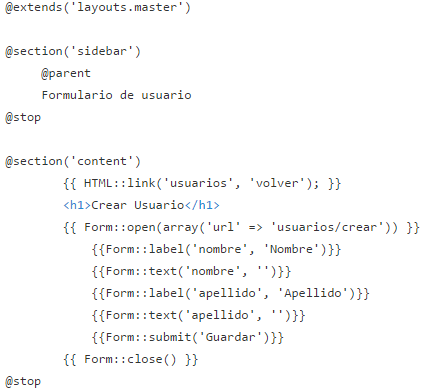 @extends('layouts.master')
@section('sidebar')
@parent
Formulario de usuario
@stop
@section('content')
{{ HTML::link('usuarios', 'volver'); }}
<h1>Crear Usuario</h1>
{{ Form::open(array('url' => 'usuarios/crear')) }}
{{Form::label('nombre', 'Nombre')}}
{{Form::text('nombre', '')}}
{{Form::label('apellido', 'Apellido')}}
{{Form::text('apellido', '')}}
{{Form::submit('Guardar')}}
{{ Form::close() }}
@stop